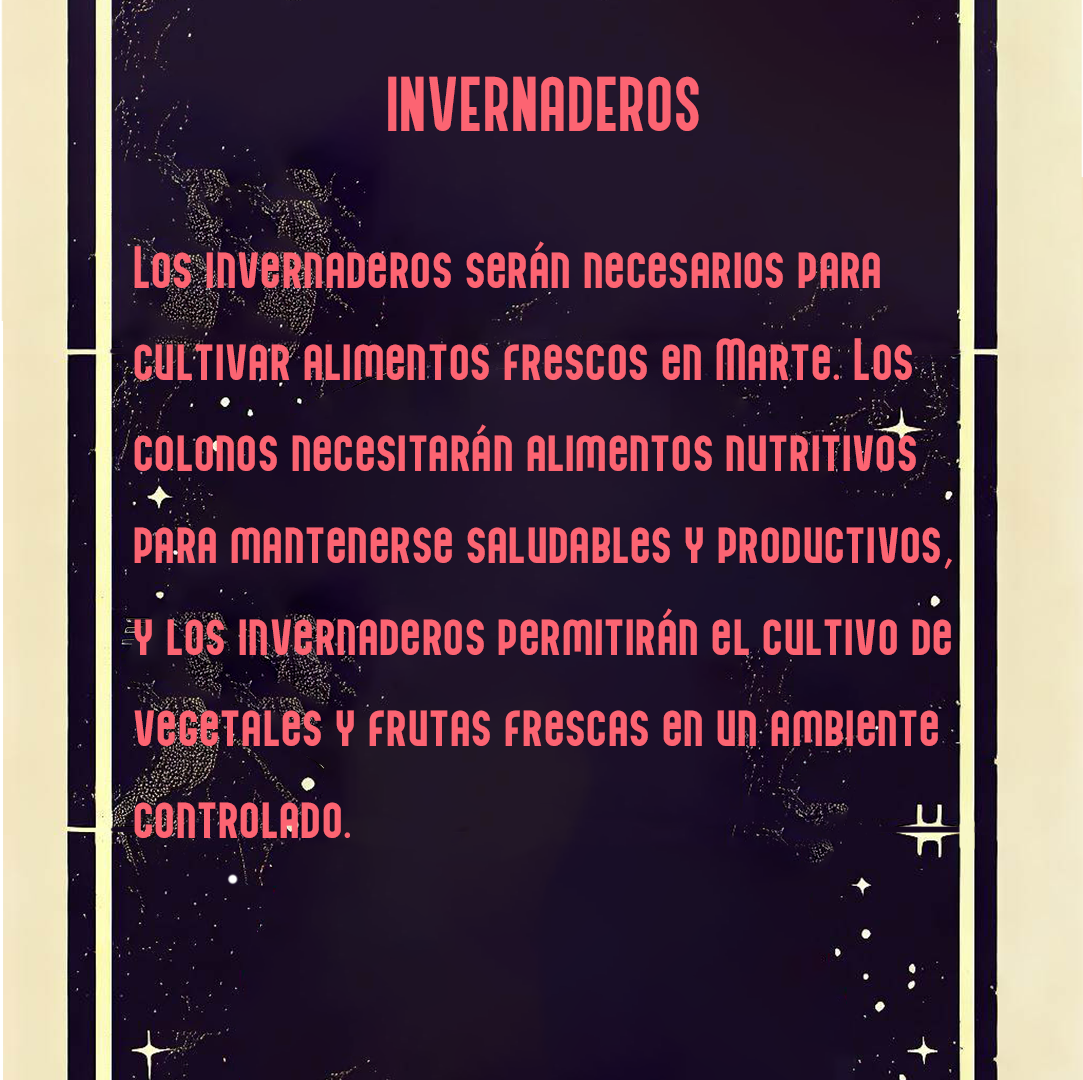 INVERNADEROS
Los invernaderos serán necesarios para
cultivar alimentos frescos en Marte. Los
colonos necesitarán alimentos nutritivos
para mantenerse saludables y productivos,
y los invernaderos permitirán el cultivo de
vegetales y frutas frescas en un ambiente
controlado.